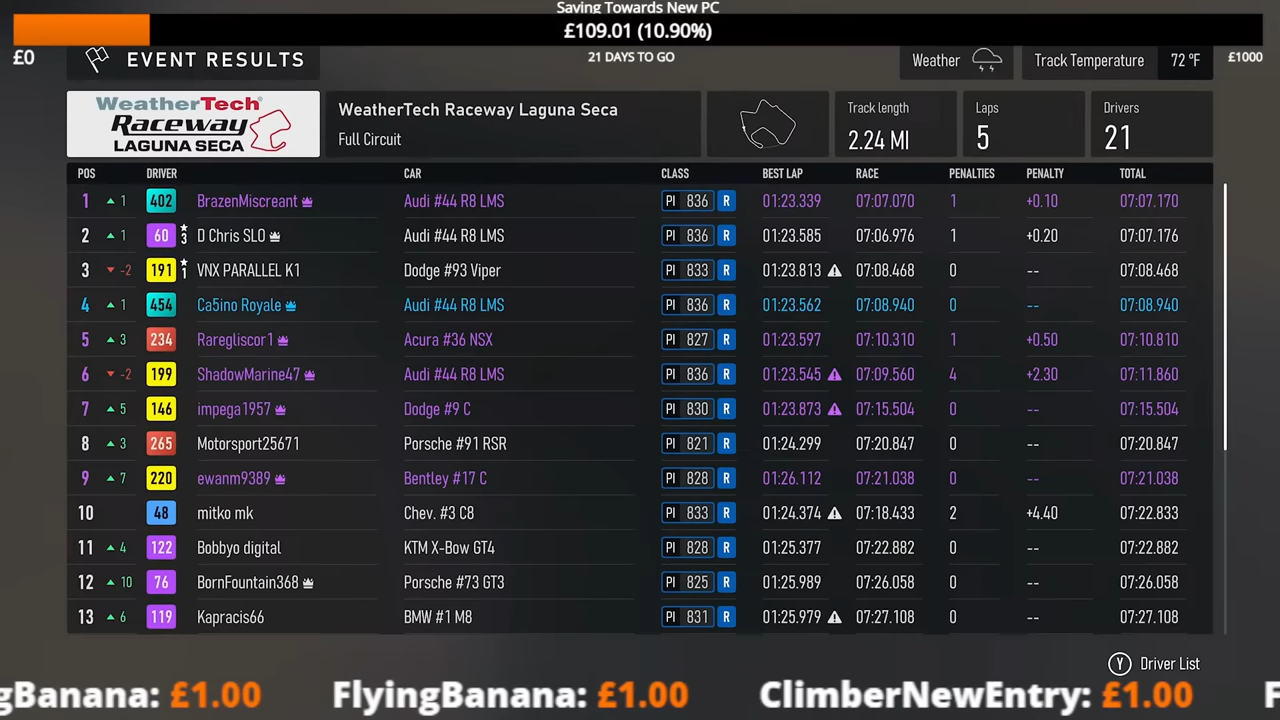 Saving Towards New PC
£109.01 (10.90%)
£0
21 DAYS TO GO
£1000
EVENT RESULTS
Weather
Track Temperature 72 ºF
WeatherTech®
Raceway
LAGUNA SECA
WeatherTech Raceway Laguna Seca
Full Circuit
Track length
2.24 MI
Laps
5
Drivers
21
POS DRIVER CAR CLASS BEST LAP RACE PENALTIES PENALTY TOTAL
1 1 402 BrazenMiscreant Audi #44 R8 LMS PI 836 R 01:23.339 07:07.070 1 +0.10 07:07.170
2 1 60 3 D Chris SLO Audi #44 R8 LMS PI 836 R 01:23.585 07:06.976 1 +0.20 07:07.176
3 -2 191 1 VNX PARALLEL K1 Dodge #93 Viper PI 833 R 01:23.813 07:08.468 0 -- 07:08.468
4 1 454 Ca5ino Royale Audi #44 R8 LMS PI 836 R 01:23.562 07:08.940 0 -- 07:08.940
5 3 234 Raregliscor1 Acura #36 NSX PI 827 R 01:23.597 07:10.310 1 +0.50 07:10.810
6 -2 199 ShadowMarine47 Audi #44 R8 LMS PI 836 R 01:23.545 07:09.560 4 +2.30 07:11.860
7 5 146 impega1957 Dodge #9 C PI 830 R 01:23.873 07:15.504 0 -- 07:15.504
8 3 265 Motorsport25671 Porsche #91 RSR PI 821 R 01:24.299 07:20.847 0 -- 07:20.847
9 7 220 ewanm9389 Bentley #17 C PI 828 R 01:26.112 07:21.038 0 -- 07:21.038
10 48 mitko mk Chev. #3 C8 PI 833 R 01:24.374 07:18.433 2 +4.40 07:22.833
11 4 122 Bobbyo digital KTM X-Bow GT4 PI 828 R 01:25.377 07:22.882 0 -- 07:22.882
12 10 76 BornFountain368 Porsche #73 GT3 PI 825 R 01:25.989 07:26.058 0 -- 07:26.058
13 6 119 Kapracis66 BMW #1 M8 PI 831 R 01:25.979 07:27.108 0 -- 07:27.108
Y Driver List
gBanana: £1.00 FlyingBanana: £1.00 ClimberNewEntry: £1.00 F